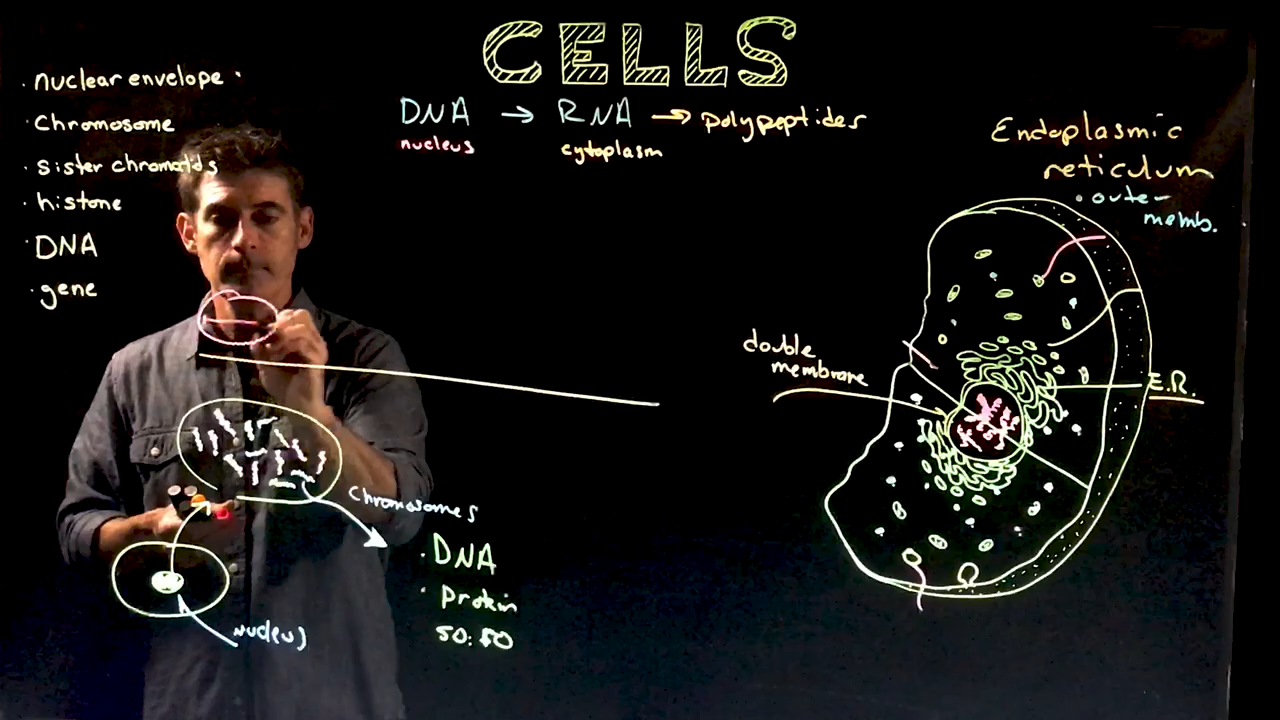 CELLS
· nuclear envelope ·
· Chromosome
· Sister chromatids
· histone
· DNA
· gene
DNA → RNA → polypeptides
nucleus cytoplasm
Endoplasmic
reticulum
· outer
memb.
double
membrane
E.R.
Chromosomes
· DNA
· Protein
50:50
nucleus